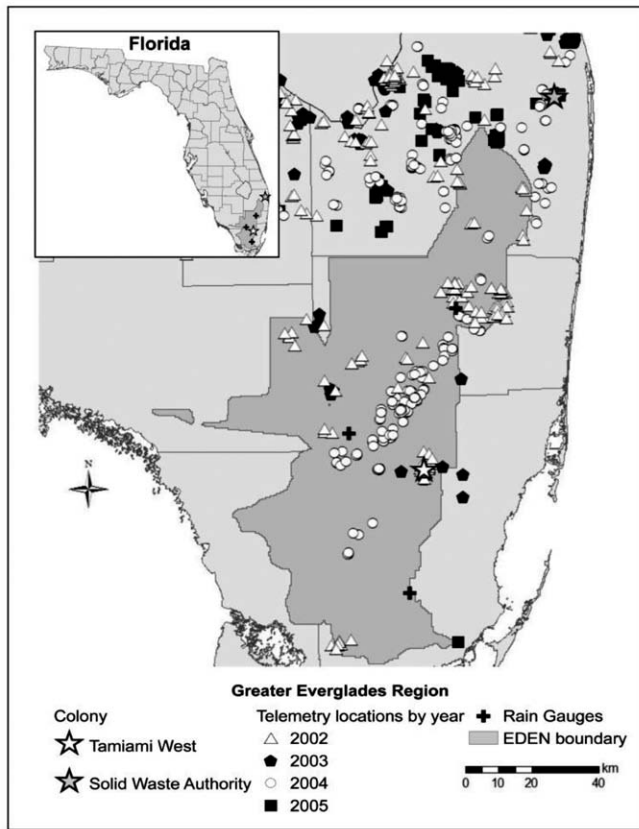 Florida
N
Greater Everglades Region
Colony
Tamiami West
Solid Waste Authority
Telemetry locations by year
2002
2003
2004
2005
Rain Gauges
EDEN boundary
km
0 10 20 40